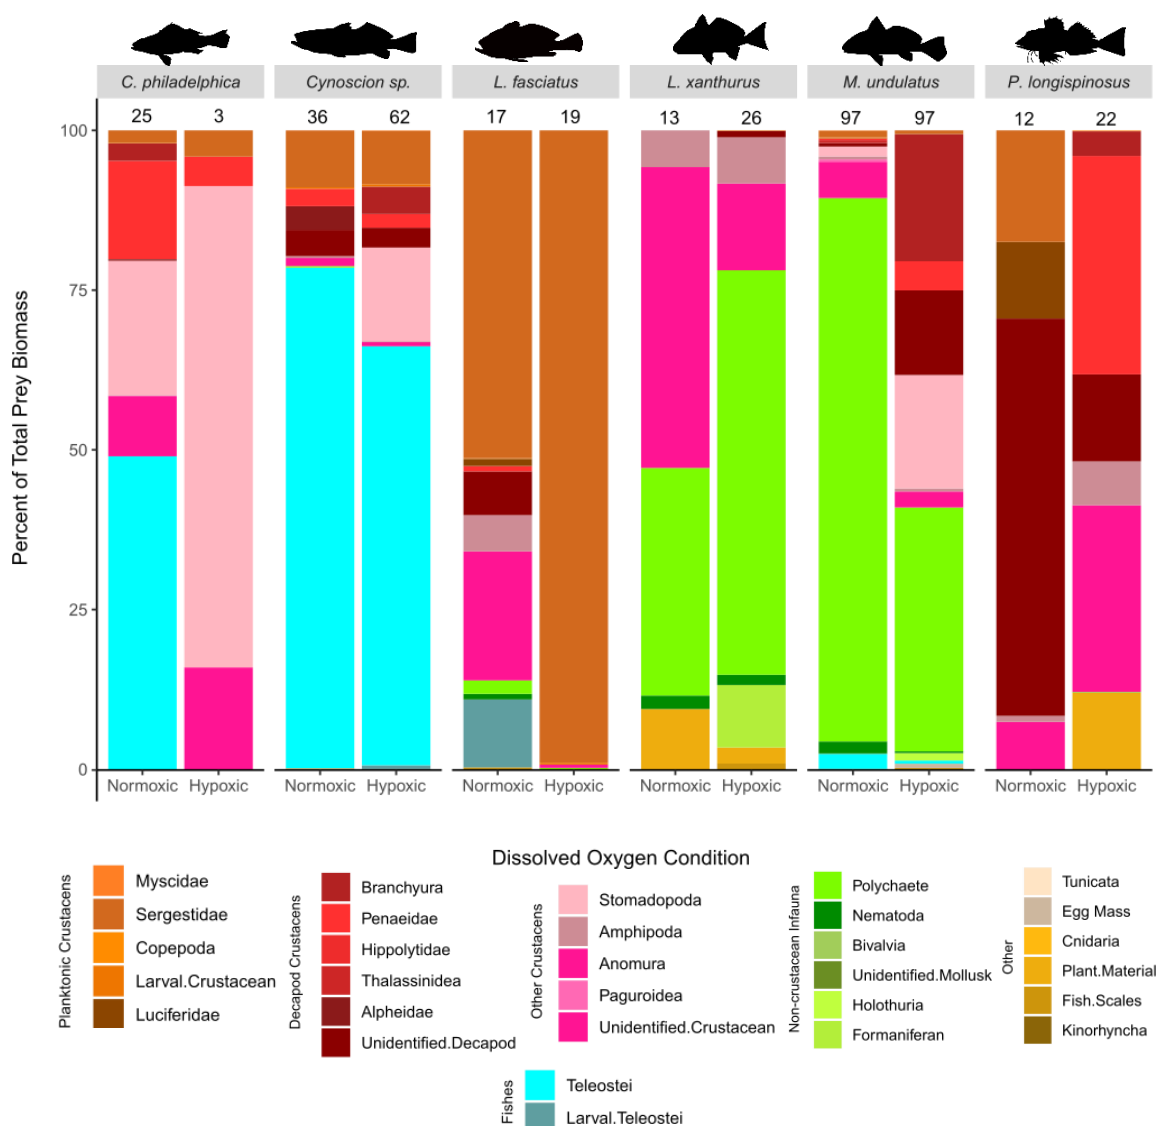 C. philadelphica
Cynoscion sp.
L. fasciatus
L. xanthurus
M. undulatus
P. longispinosus
25 3 36 62 17 19 13 26 97 97 12 22
100
75
50
25
0
Percent of Total Prey Biomass
Normoxic Hypoxic Normoxic Hypoxic Normoxic Hypoxic Normoxic Hypoxic Normoxic Hypoxic Normoxic Hypoxic
Dissolved Oxygen Condition
Planktonic Crustacens
Myscidae
Sergestidae
Copepoda
Larval.Crustacean
Luciferidae
Decapod Crustacens
Branchyura
Penaeidae
Hippolytidae
Thalassinidea
Alpheidae
Unidentified.Decapod
Other Crustacens
Stomadopoda
Amphipoda
Anomura
Paguroidea
Unidentified.Crustacean
Non-crustacean Infauna
Polychaete
Nematoda
Bivalvia
Unidentified.Mollusk
Holothuria
Formaniferan
Other
Tunicata
Egg Mass
Cnidaria
Plant.Material
Fish.Scales
Kinorhyncha
Fishes
Teleostei
Larval.Teleostei